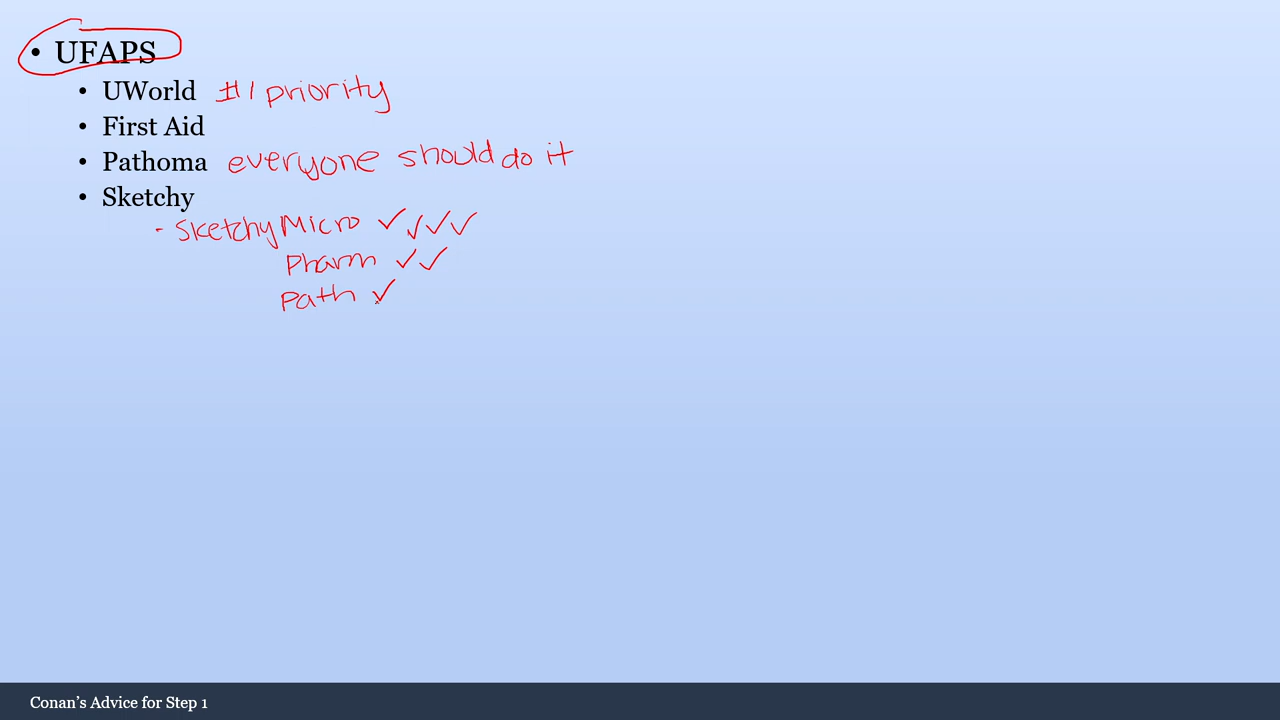 • UFAPS
• UWorld #1 priority
• First Aid
• Pathoma everyone should do it
• Sketchy
- SketchyMicro ✓✓✓✓
Pharm ✓✓
Path ✓
Conan's Advice for Step 1